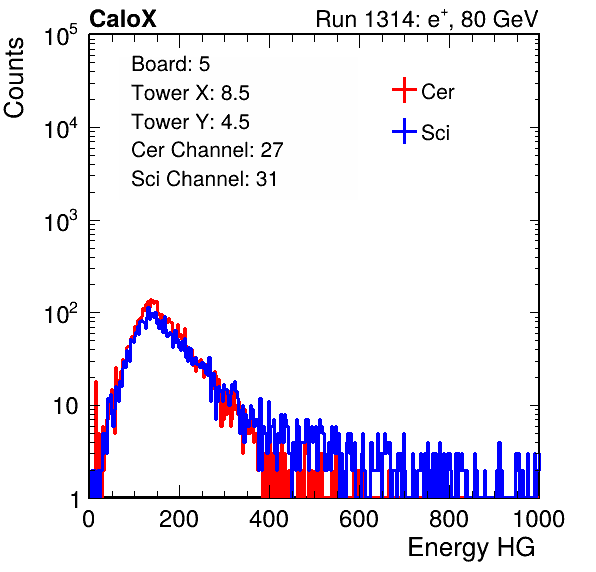 CaloX Run 1314: e⁺, 80 GeV
Counts
10⁵
10⁴
10³
10²
10
1
Board: 5
Tower X: 8.5
Tower Y: 4.5
Cer Channel: 27
Sci Channel: 31
Cer
Sci
0 200 400 600 800 1000
Energy HG